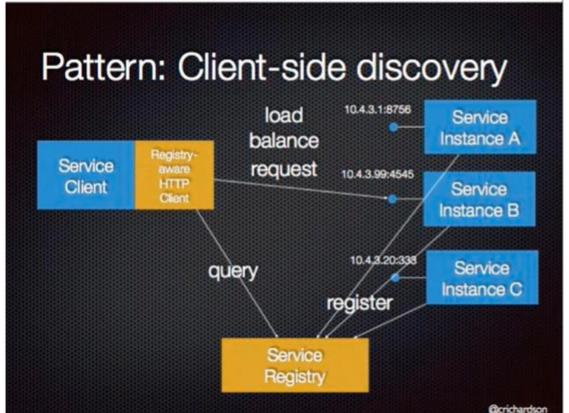 Pattern: Client-side discovery
load
balance
request
10.4.3.1:8756
Service
Instance A
Service
Client
Registry-
aware
HTTP
Client
10.4.3.99:4545
Service
Instance B
10.4.3.20:333
Service
Instance C
query
register
Service
Registry
@crichardson